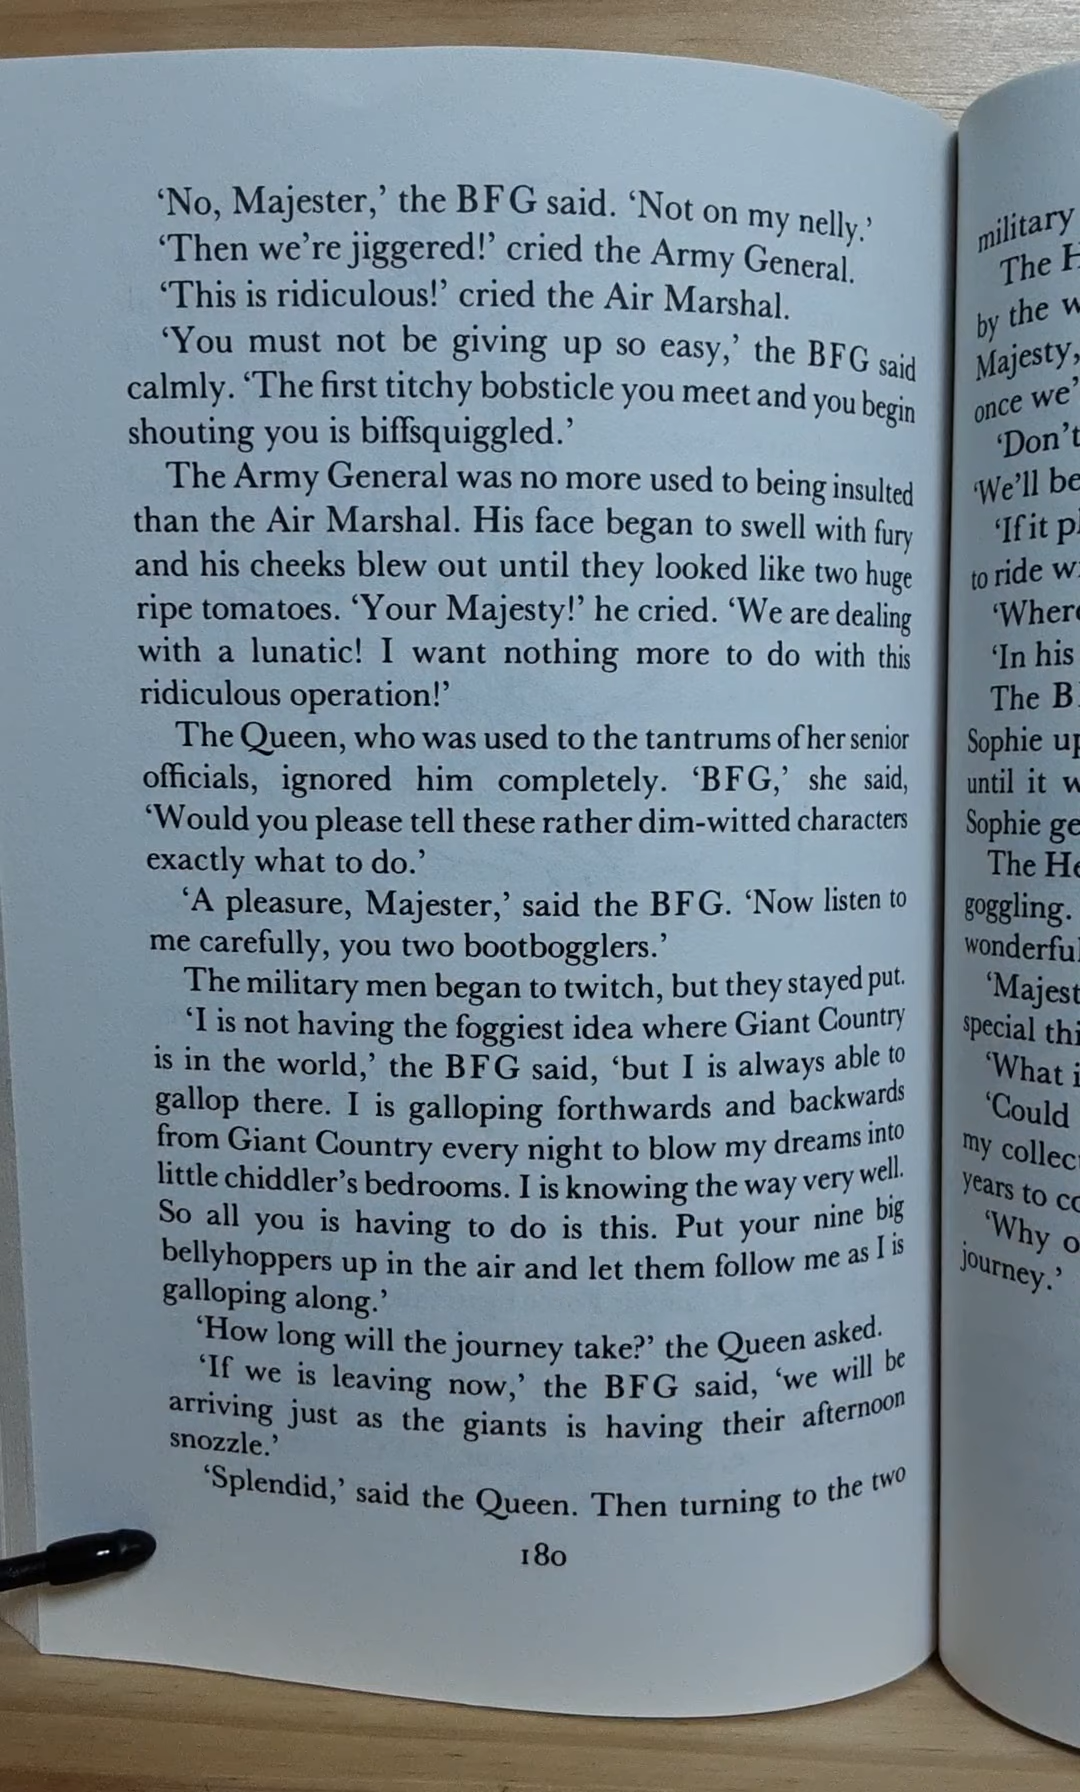 ‘No, Majester,’ the BFG said. ‘Not on my nelly.’
‘Then we’re jiggered!’ cried the Army General.
‘This is ridiculous!’ cried the Air Marshal.
‘You must not be giving up so easy,’ the BFG said
calmly. ‘The first titchy bobsticle you meet and you begin
shouting you is biffsquiggled.’
The Army General was no more used to being insulted
than the Air Marshal. His face began to swell with fury
and his cheeks blew out until they looked like two huge
ripe tomatoes. ‘Your Majesty!’ he cried. ‘We are dealing
with a lunatic! I want nothing more to do with this
ridiculous operation!’
The Queen, who was used to the tantrums of her senior
officials, ignored him completely. ‘BFG,’ she said,
‘Would you please tell these rather dim-witted characters
exactly what to do.’
‘A pleasure, Majester,’ said the BFG. ‘Now listen to
me carefully, you two bootbogglers.’
The military men began to twitch, but they stayed put.
‘I is not having the foggiest idea where Giant Country
is in the world,’ the BFG said, ‘but I is always able to
gallop there. I is galloping forthwards and backwards
from Giant Country every night to blow my dreams into
little chiddler’s bedrooms. I is knowing the way very well.
So all you is having to do is this. Put your nine big
bellyhoppers up in the air and let them follow me as I is
galloping along.’
‘How long will the journey take?’ the Queen asked.
‘If we is leaving now,’ the BFG said, ‘we will be
arriving just as the giants is having their afternoon
snozzle.’
‘Splendid,’ said the Queen. Then turning to the two
180
military
The
by the
Majesty,
once we’
‘Don’t
‘We’ll be
‘If it
to ride
‘Where
‘In his
The
Sophie
until it
Sophie
The
goggling.
wonderful
special
‘What
‘Could
my
years to
‘Why
journey.’